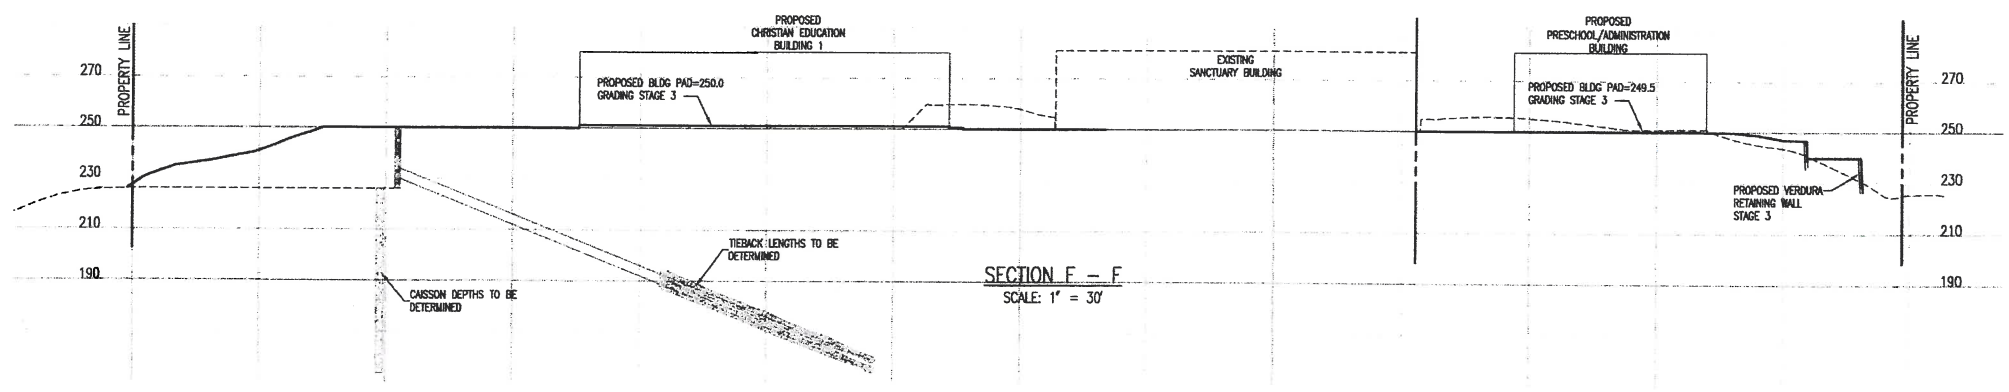 PROPERTY LINE
270
250
230
210
190
PROPOSED
CHRISTIAN EDUCATION
BUILDING 1
PROPOSED BLDG PAD=250.0
GRADING STAGE 3
EXISTING
SANCTUARY BUILDING
PROPOSED
PRESCHOOL/ADMINISTRATION
BUILDING
PROPOSED BLDG PAD=249.5
GRADING STAGE 3
PROPERTY LINE
270
250
230
210
190
PROPOSED VERDURA
RETAINING WALL
STAGE 3
TIEBACK LENGTHS TO BE
DETERMINED
CAISSON DEPTHS TO BE
DETERMINED
SECTION F - F
SCALE: 1" = 30'